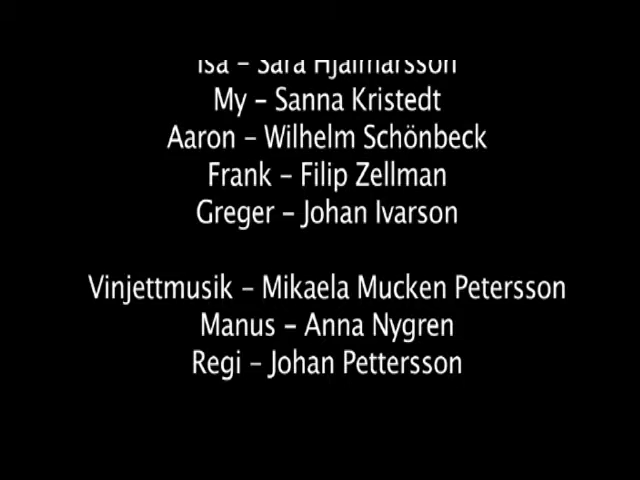 Isa – Sara Hjalmarsson
My – Sanna Kristedt
Aaron – Wilhelm Schönbeck
Frank – Filip Zellman
Greger – Johan Ivarson
Vinjettmusik – Mikaela Mucken Petersson
Manus – Anna Nygren
Regi – Johan Pettersson